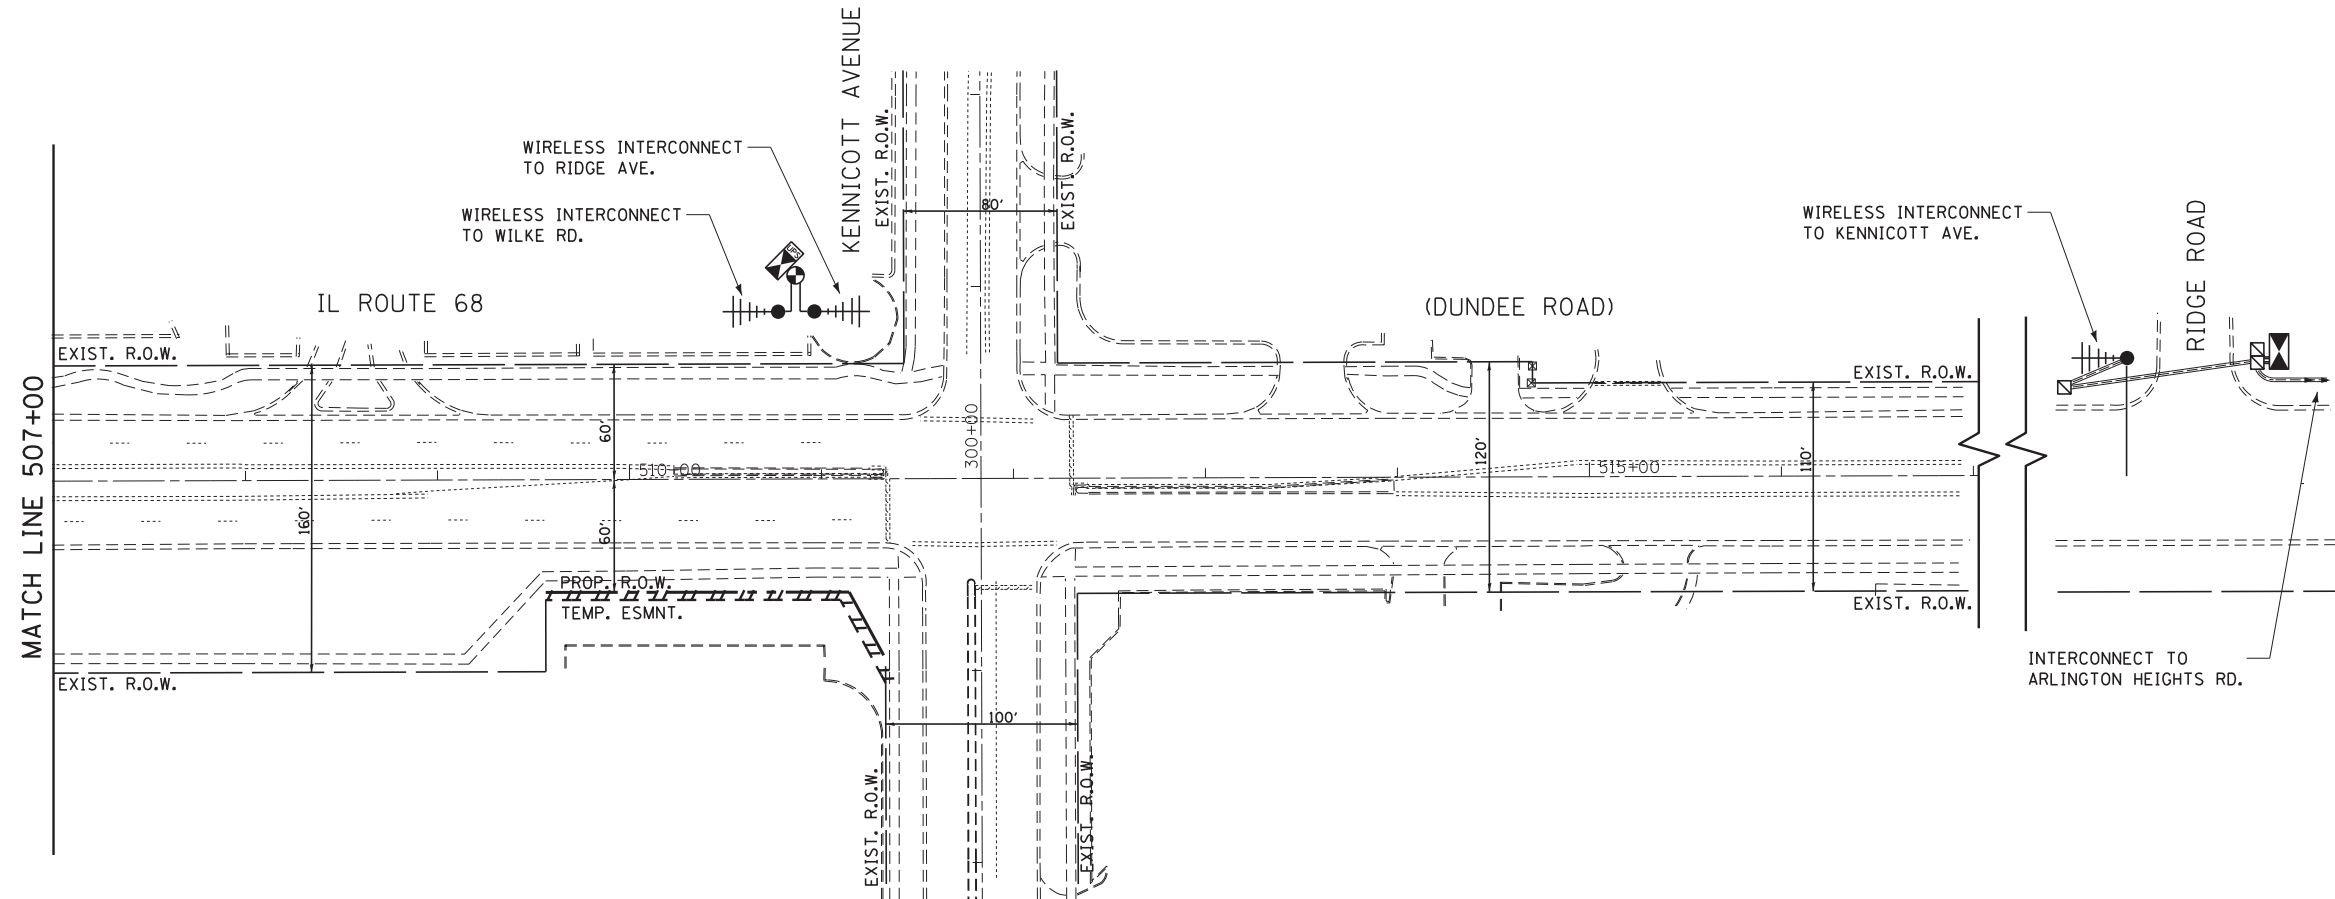 KENNICOTT AVENUE
EXIST. R.O.W.
EXIST. R.O.W.
WIRELESS INTERCONNECT
TO RIDGE AVE.
WIRELESS INTERCONNECT
TO WILKE RD.
UPS
80'
WIRELESS INTERCONNECT
TO KENNICOTT AVE.
RIDGE ROAD
IL ROUTE 68
(DUNDEE ROAD)
EXIST. R.O.W.
EXIST. R.O.W.
MATCH LINE 507+00
60'
300+00
120'
110'
510+00
515+00
160'
60'
PROP. R.O.W.
TEMP. ESMNT.
EXIST. R.O.W.
EXIST. R.O.W.
INTERCONNECT TO
ARLINGTON HEIGHTS RD.
100'
EXIST. R.O.W.
EXIST. R.O.W.